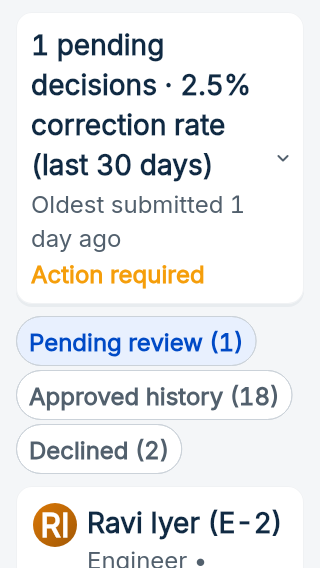 1 pending
decisions · 2.5%
correction rate
(last 30 days)
Oldest submitted 1
day ago
Action required
Pending review (1)
Approved history (18)
Declined (2)
RI
Ravi Iyer (E-2)
Engineer •